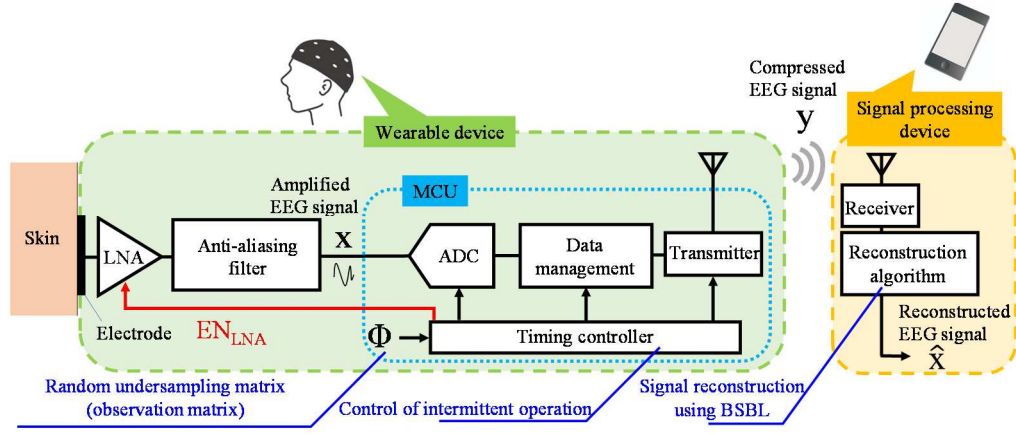 Compressed
EEG signal
y
Signal processing
device
Wearable device
MCU
Amplified
EEG signal
x
Skin
LNA
Anti-aliasing
filter
ADC
Data
management
Transmitter
Receiver
Reconstruction
algorithm
Electrode
EN_LNA
Φ
Timing controller
Reconstructed
EEG signal
x̂
Random undersampling matrix
(observation matrix)
Control of intermittent operation
Signal reconstruction
using BSBL